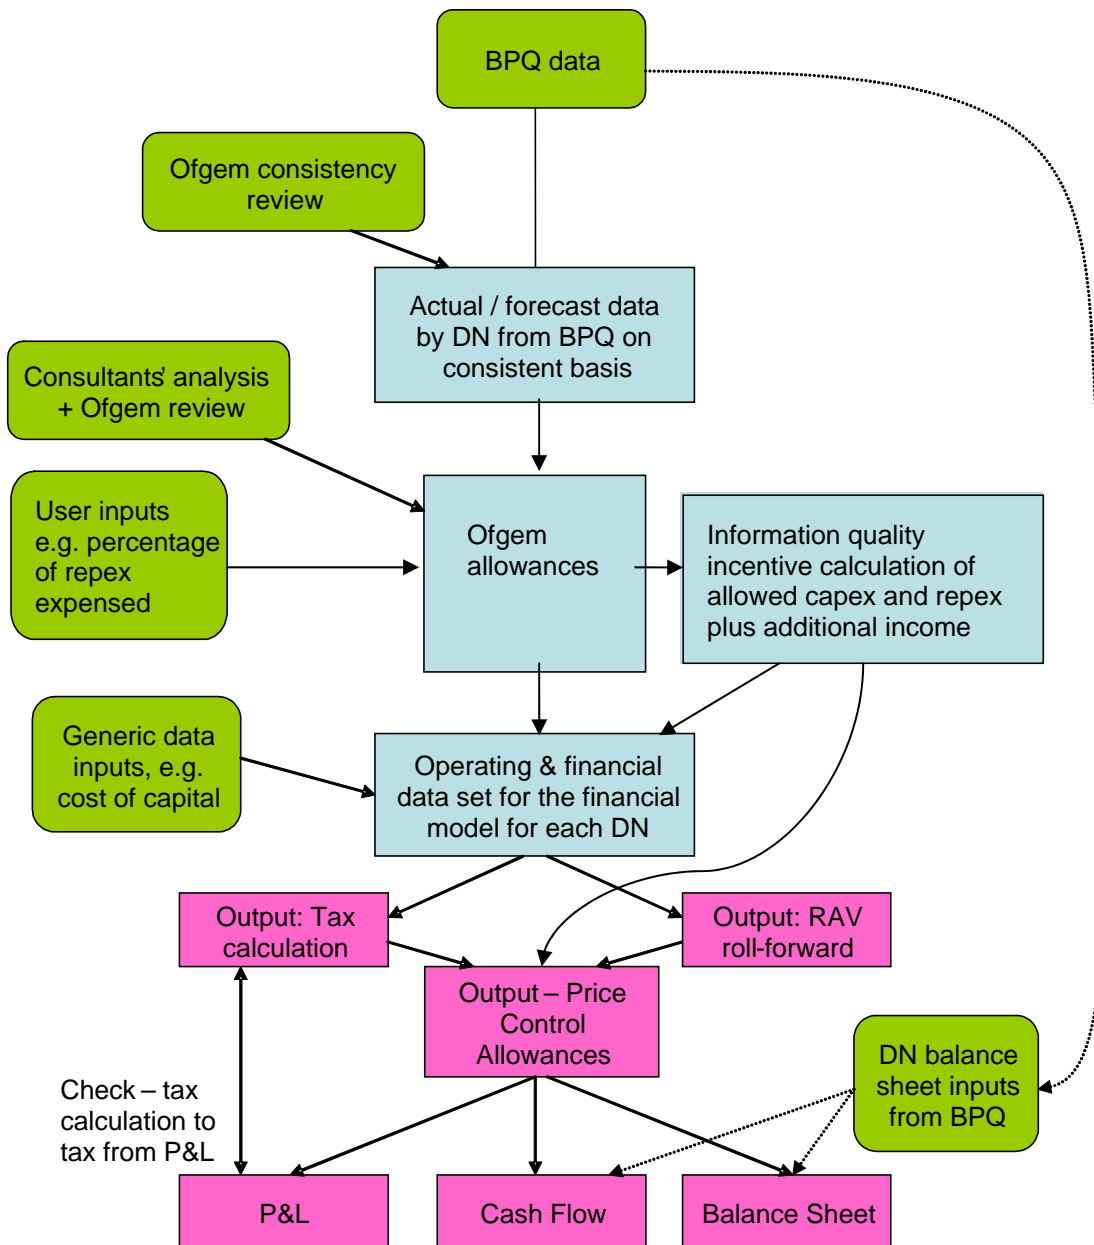 BPQ data
Ofgem consistency
review
Actual / forecast data
by DN from BPQ on
consistent basis
Consultants' analysis
+ Ofgem review
User inputs
e.g. percentage
of repex
expensed
Ofgem
allowances
Information quality
incentive calculation of
allowed capex and repex
plus additional income
Generic data
inputs, e.g.
cost of capital
Operating & financial
data set for the financial
model for each DN
Output: Tax
calculation
Output: RAV
roll-forward
Output – Price
Control
Allowances
DN balance
sheet inputs
from BPQ
Check – tax
calculation to
tax from P&L
P&L
Cash Flow
Balance Sheet